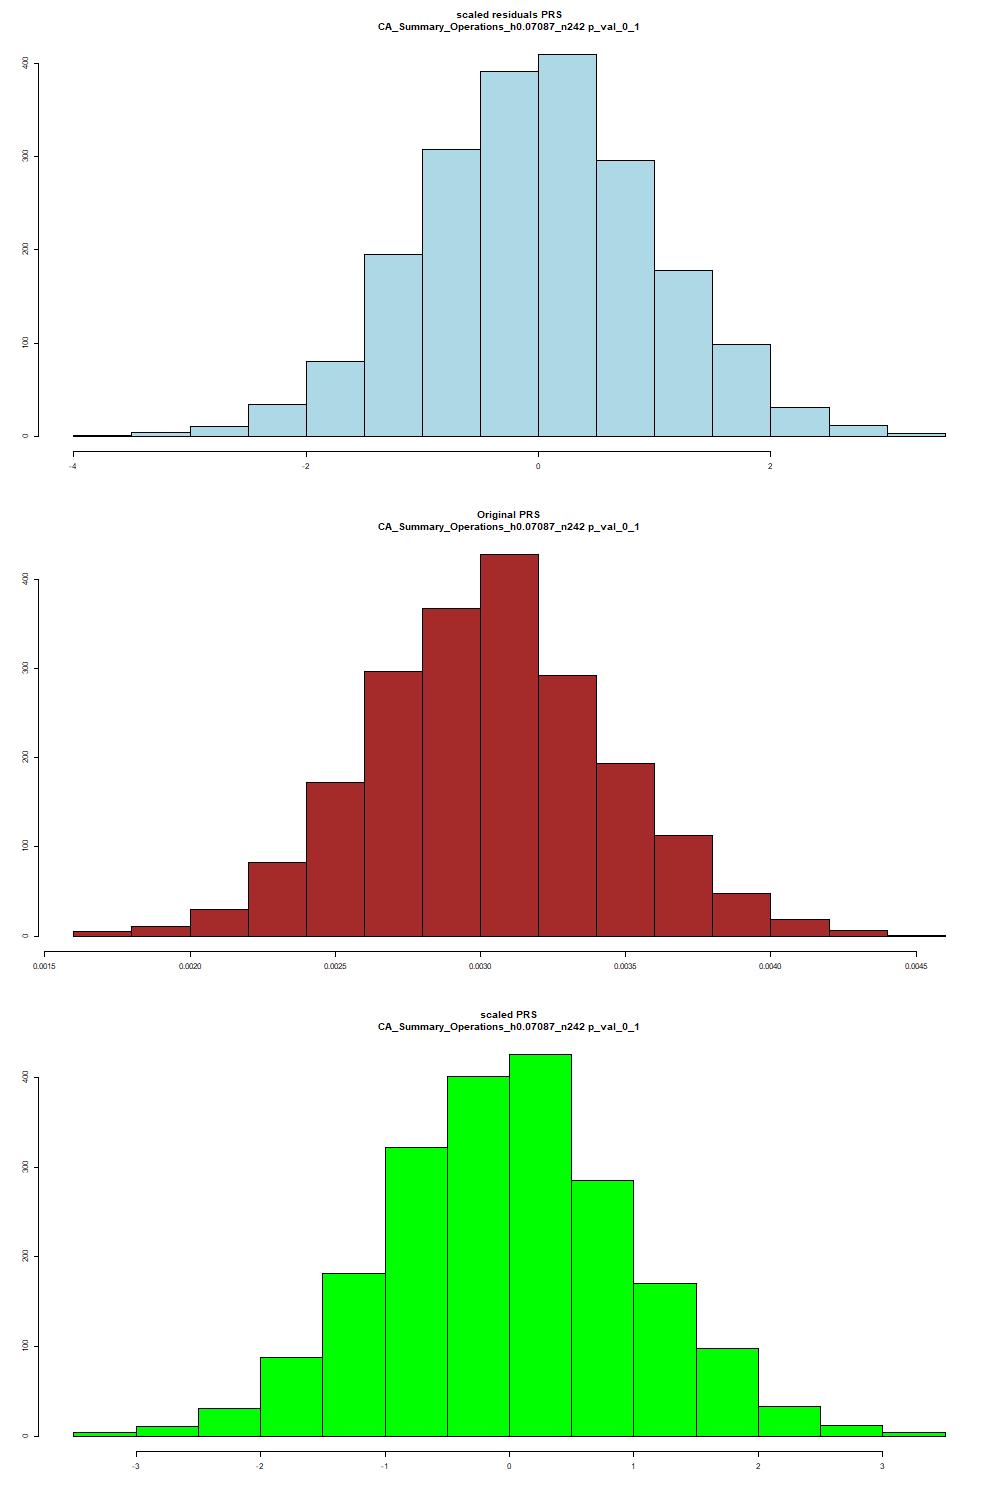 scaled residuals PRS
CA_Summary_Operations_h0.07087_n242 p_val_0_1
400
300
200
100
0
-4 -2 0 2
Original PRS
CA_Summary_Operations_h0.07087_n242 p_val_0_1
400
300
200
100
0
0.0015 0.0020 0.0025 0.0030 0.0035 0.0040 0.0045
scaled PRS
CA_Summary_Operations_h0.07087_n242 p_val_0_1
400
300
200
100
0
-3 -2 -1 0 1 2 3